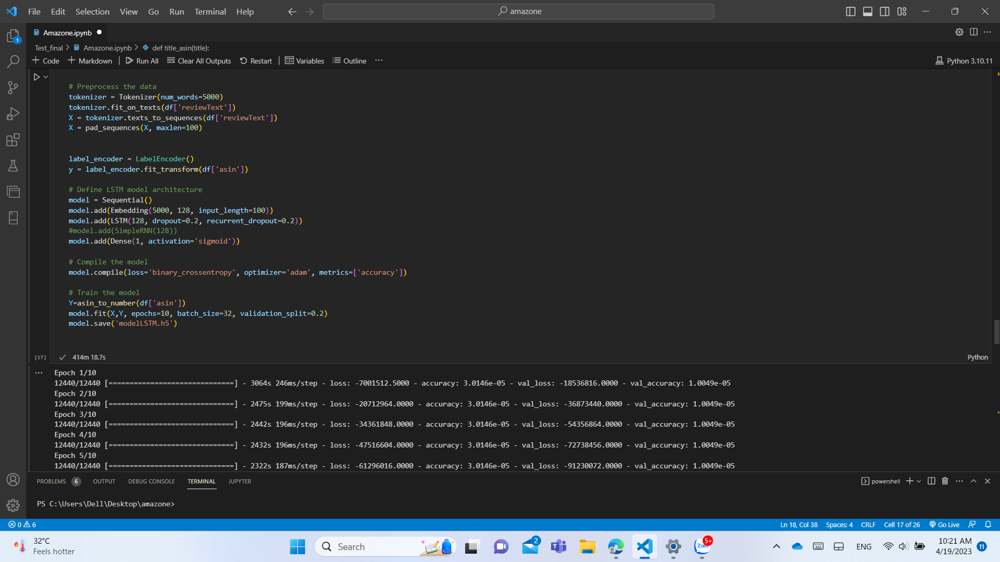 File Edit Selection View Go Run Terminal Help
amazone
Amazone.ipynb
1
Test_final > Amazone.ipynb > def title_asin(title):
+ Code + Markdown | Run All Clear All Outputs Restart | Variables Outline ...
Python 3.10.11
# Preprocess the data
tokenizer = Tokenizer(num_words=5000)
tokenizer.fit_on_texts(df['reviewText'])
X = tokenizer.texts_to_sequences(df['reviewText'])
X = pad_sequences(X, maxlen=100)
label_encoder = LabelEncoder()
y = label_encoder.fit_transform(df['asin'])
# Define LSTM model architecture
model = Sequential()
model.add(Embedding(5000, 128, input_length=100))
model.add(LSTM(128, dropout=0.2, recurrent_dropout=0.2))
#model.add(SimpleRNN(128))
model.add(Dense(1, activation='sigmoid'))
# Compile the model
model.compile(loss='binary_crossentropy', optimizer='adam', metrics=['accuracy'])
# Train the model
Y=asin_to_number(df['asin'])
model.fit(X,Y, epochs=10, batch_size=32, validation_split=0.2)
model.save('modelLSTM.h5')
[17] 414m 18.7s
Python
Epoch 1/10
12440/12440 [==============================] - 3064s 246ms/step - loss: -7001512.5000 - accuracy: 3.0146e-05 - val_loss: -18536816.0000 - val_accuracy: 1.0049e-05
Epoch 2/10
12440/12440 [==============================] - 2475s 199ms/step - loss: -20712964.0000 - accuracy: 3.0146e-05 - val_loss: -36873440.0000 - val_accuracy: 1.0049e-05
Epoch 3/10
12440/12440 [==============================] - 2442s 196ms/step - loss: -34361848.0000 - accuracy: 3.0146e-05 - val_loss: -54356864.0000 - val_accuracy: 1.0049e-05
Epoch 4/10
12440/12440 [==============================] - 2432s 196ms/step - loss: -47516604.0000 - accuracy: 3.0146e-05 - val_loss: -72738456.0000 - val_accuracy: 1.0049e-05
Epoch 5/10
12440/12440 [==============================] - 2322s 187ms/step - loss: -61296016.0000 - accuracy: 3.0146e-05 - val_loss: -91230072.0000 - val_accuracy: 1.0049e-05
PROBLEMS 6 OUTPUT DEBUG CONSOLE TERMINAL JUPYTER
powershell
PS C:\Users\Dell\Desktop\amazone>
0 6
Ln 18, Col 38 Spaces: 4 CRLF Cell 17 of 26 Go Live
32°C
Feels hotter
Search
2
Zalo
5+
ENG
10:21 AM
4/19/2023
11